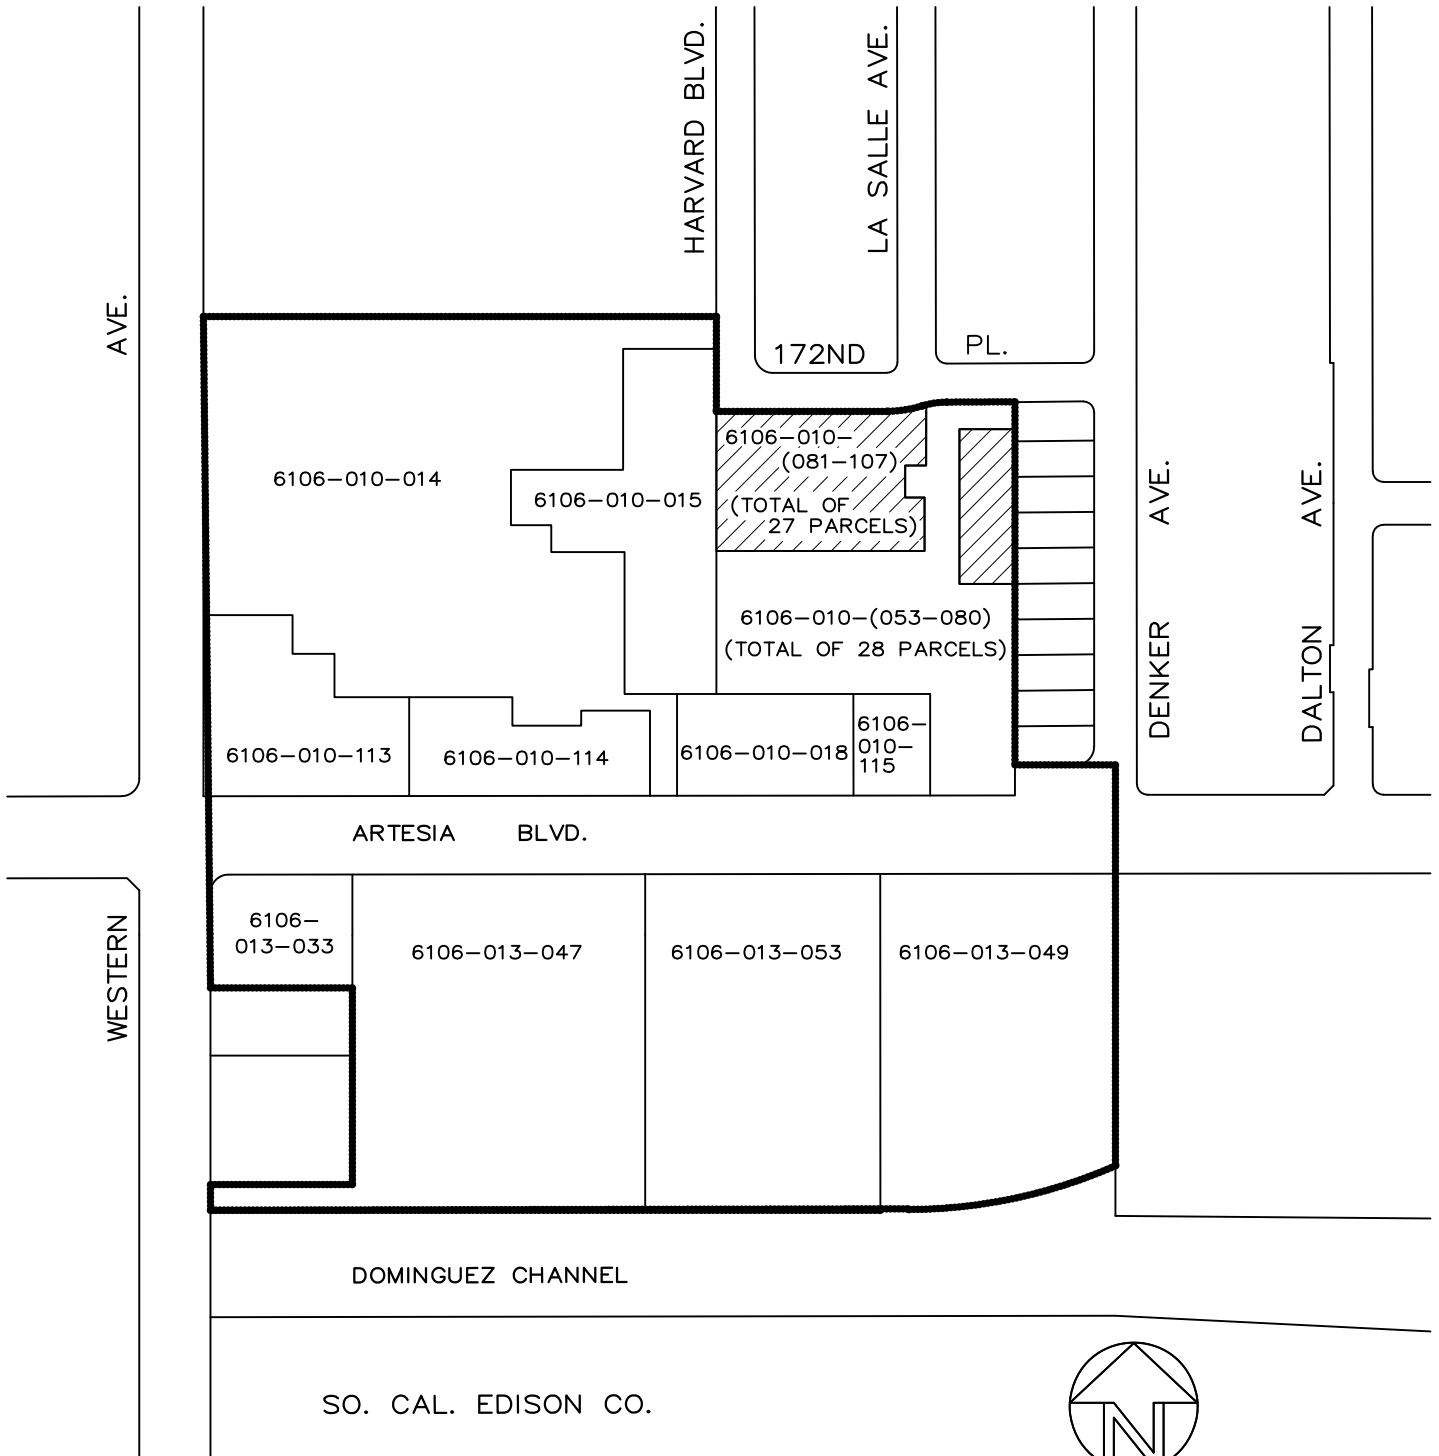 HARVARD BLVD.
LA SALLE AVE.
AVE.
172ND
PL.
6106-010-
(081-107)
6106-010-014
6106-010-015
(TOTAL OF
27 PARCELS)
AVE.
AVE.
6106-010-(053-080)
(TOTAL OF 28 PARCELS)
DENKER
DALTON
6106-010-113
6106-010-114
6106-010-018
6106-
010-
115
ARTESIA BLVD.
WESTERN
6106-
013-033
6106-013-047
6106-013-053
6106-013-049
DOMINGUEZ CHANNEL
SO. CAL. EDISON CO.
N